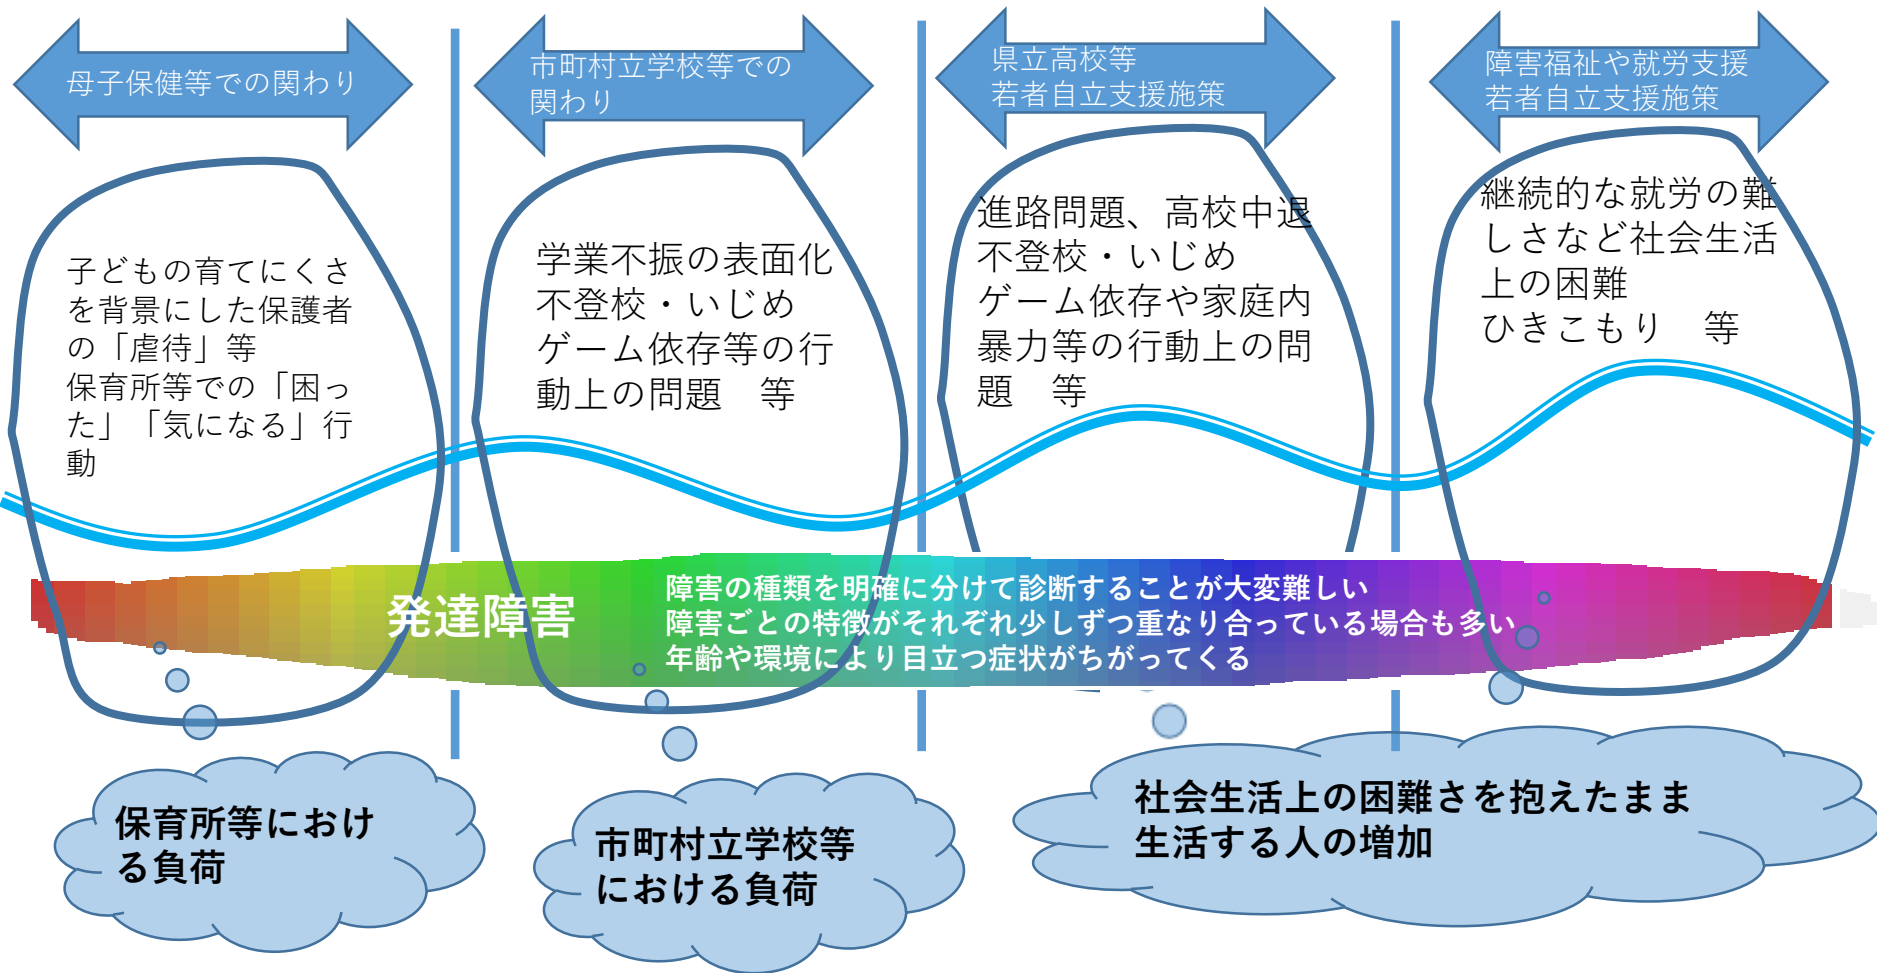 母子保健等での関わり
市町村立学校等での
関わり
県立高校等
若者自立支援施策
障害福祉や就労支援
若者自立支援施策
子どもの育てにくさ
を背景にした保護者
の「虐待」等
保育所等での「困っ
た」「気になる」行
動
学業不振の表面化
不登校・いじめ
ゲーム依存等の行
動上の問題　等
進路問題、高校中退
不登校・いじめ
ゲーム依存や家庭内
暴力等の行動上の問
題　等
継続的な就労の難
しさなど社会生活
上の困難
ひきこもり　等
発達障害
障害の種類を明確に分けて診断することが大変難しい
障害ごとの特徴がそれぞれ少しずつ重なり合っている場合も多い
年齢や環境により目立つ症状がちがってくる
保育所等におけ
る負荷
市町村立学校等
における負荷
社会生活上の困難さを抱えたまま
生活する人の増加